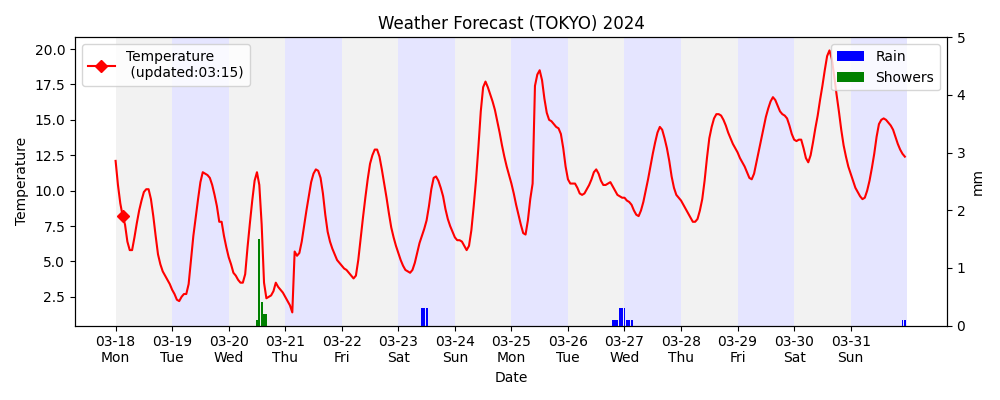 Weather Forecast (TOKYO) 2024
Temperature
(updated:03:15)
Rain
Showers
Temperature
20.0
17.5
15.0
12.5
10.0
7.5
5.0
2.5
5
4
3
2
1
0
mm
03-18 03-19 03-20 03-21 03-22 03-23 03-24 03-25 03-26 03-27 03-28 03-29 03-30 03-31
Mon Tue Wed Thu Fri Sat Sun Mon Tue Wed Thu Fri Sat Sun
Date